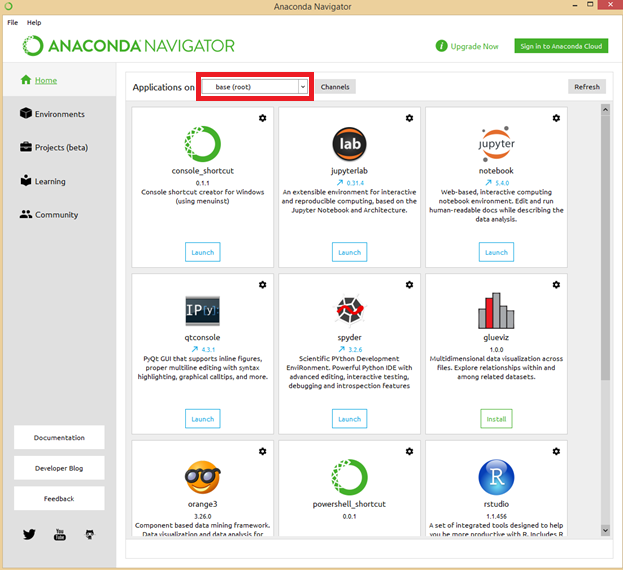 Anaconda Navigator
File Help
ANACONDA NAVIGATOR
Upgrade Now
Sign in to Anaconda Cloud
Home
Environments
Projects (beta)
Learning
Community
Documentation
Developer Blog
Feedback
Applications on
base (root)
Channels
Refresh
console_shortcut
0.1.1
Console shortcut creator for Windows
(using menuinst)
Launch
lab
jupyterlab
0.31.4
An extensible environment for interactive
and reproducible computing, based on the
Jupyter Notebook and Architecture.
Launch
jupyter
notebook
5.4.0
Web-based, interactive computing
notebook environment. Edit and run
human-readable docs while describing the
data analysis.
Launch
IP[y]:
qtconsole
4.3.1
PyQt GUI that supports inline figures,
proper multiline editing with syntax
highlighting, graphical calltips, and more.
Launch
spyder
3.2.6
Scientific PYthon Development
EnviRonment. Powerful Python IDE with
advanced editing, interactive testing,
debugging and introspection features
Launch
glueviz
1.0.0
Multidimensional data visualization across
files. Explore relationships within and
among related datasets.
Install
orange3
3.26.0
Component based data mining framework.
Data visualization and data analysis for
powershell_shortcut
0.0.1
R
rstudio
1.1.456
A set of integrated tools designed to help
you be more productive with R. Includes R
You
Tube